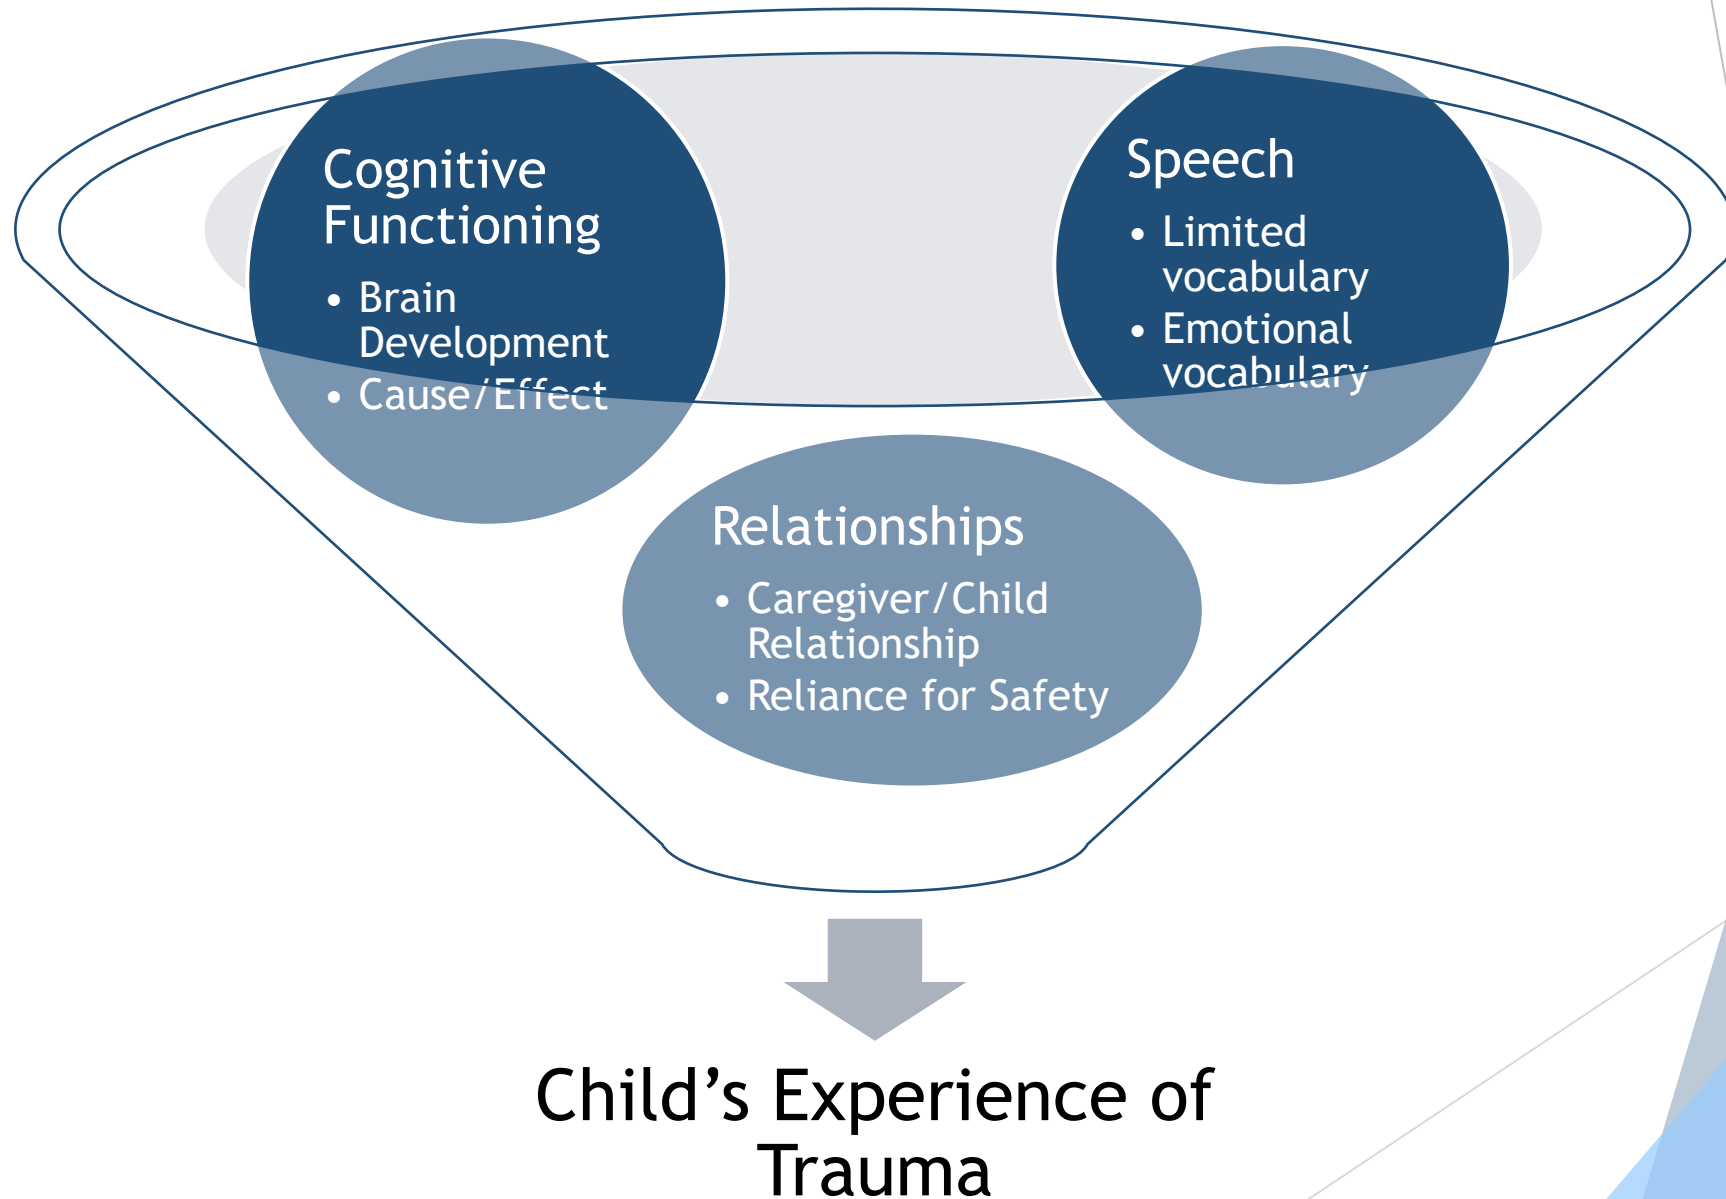 Cognitive
Functioning
• Brain
Development
• Cause/Effect
Speech
• Limited
vocabulary
• Emotional
vocabulary
Relationships
• Caregiver/Child
Relationship
• Reliance for Safety
Child’s Experience of
Trauma